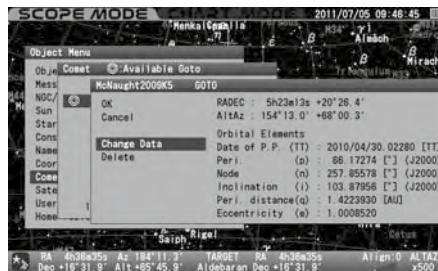 SCOPE MODE
2011/07/05 09:46:45
Menka
Almach
β
Mirach
Object Menu
Obje
Comet
:Available Goto
Mess
McNaught2009K5 GOTO
NGC/
Sun
OK
RADEC : 5h23m13s +20°26.4'
Star
Cancel
AltAz : 154°13.0' +68°00.3'
Cons
Orbital Elements
Name
Change Data
Date of P.P. (TT) : 2010/04/30.02280 [TT]
Coor
Delete
Peri. (p) : 66.17274 [°] (J2000
Come
Node (n) : 257.85578 [°] (J2000
Sate
Inclination (i) : 103.87956 [°] (J2000
User
Peri. distance(q) : 1.4223930 [AU]
Home
Eccentricity (e) : 1.0008520
Saiph
Rigel
Cetus
RA 4h36m35s Az 184°11.3' TARGET RA 4h36m35s Align:0 ALTAZ
Dec +16°31.9' Alt +65°45.9' Aldebaran Dec +16°31.9' x500